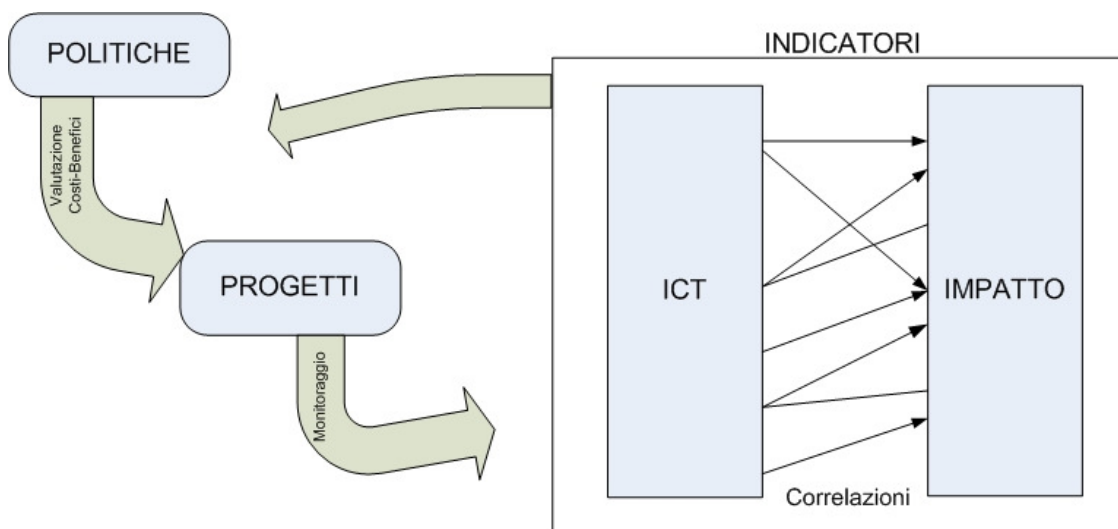 POLITICHE
Valutazione
Costi-Benefici
PROGETTI
Monitoraggio
INDICATORI
ICT
IMPATTO
Correlazioni